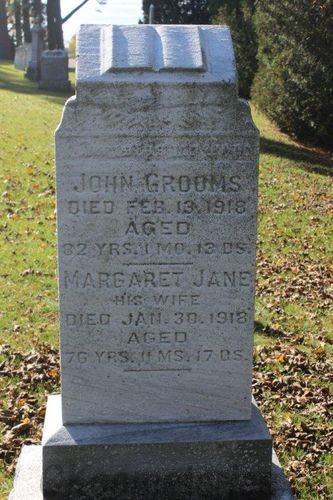 JOHN GROOMS
DIED FEB. 13. 1918
AGED
82 YRS. 1 MO. 13 DS.
MARGARET JANE
HIS WIFE
DIED JAN. 30. 1918
AGED
76 YRS. 11 MS. 17 DS.